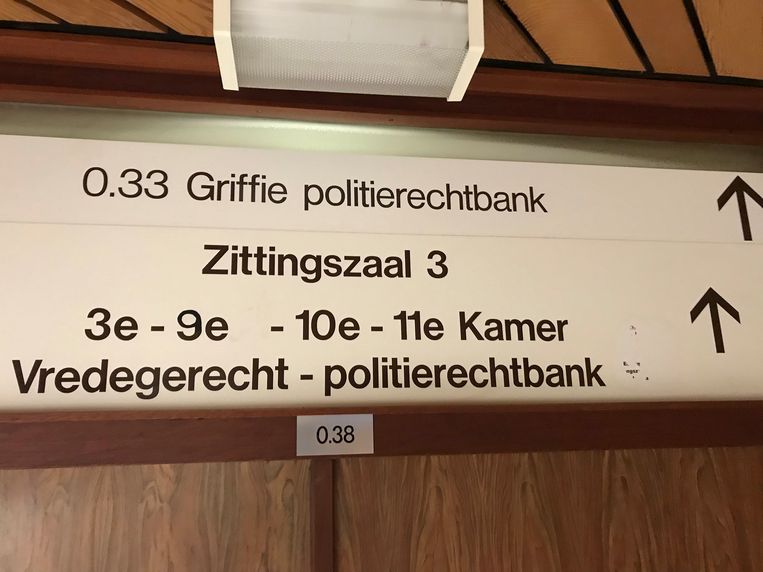 0.33 Griffie politierechtbank
Zittingszaal 3
3e - 9e - 10e - 11e Kamer
Vredegerecht - politierechtbank
0.38